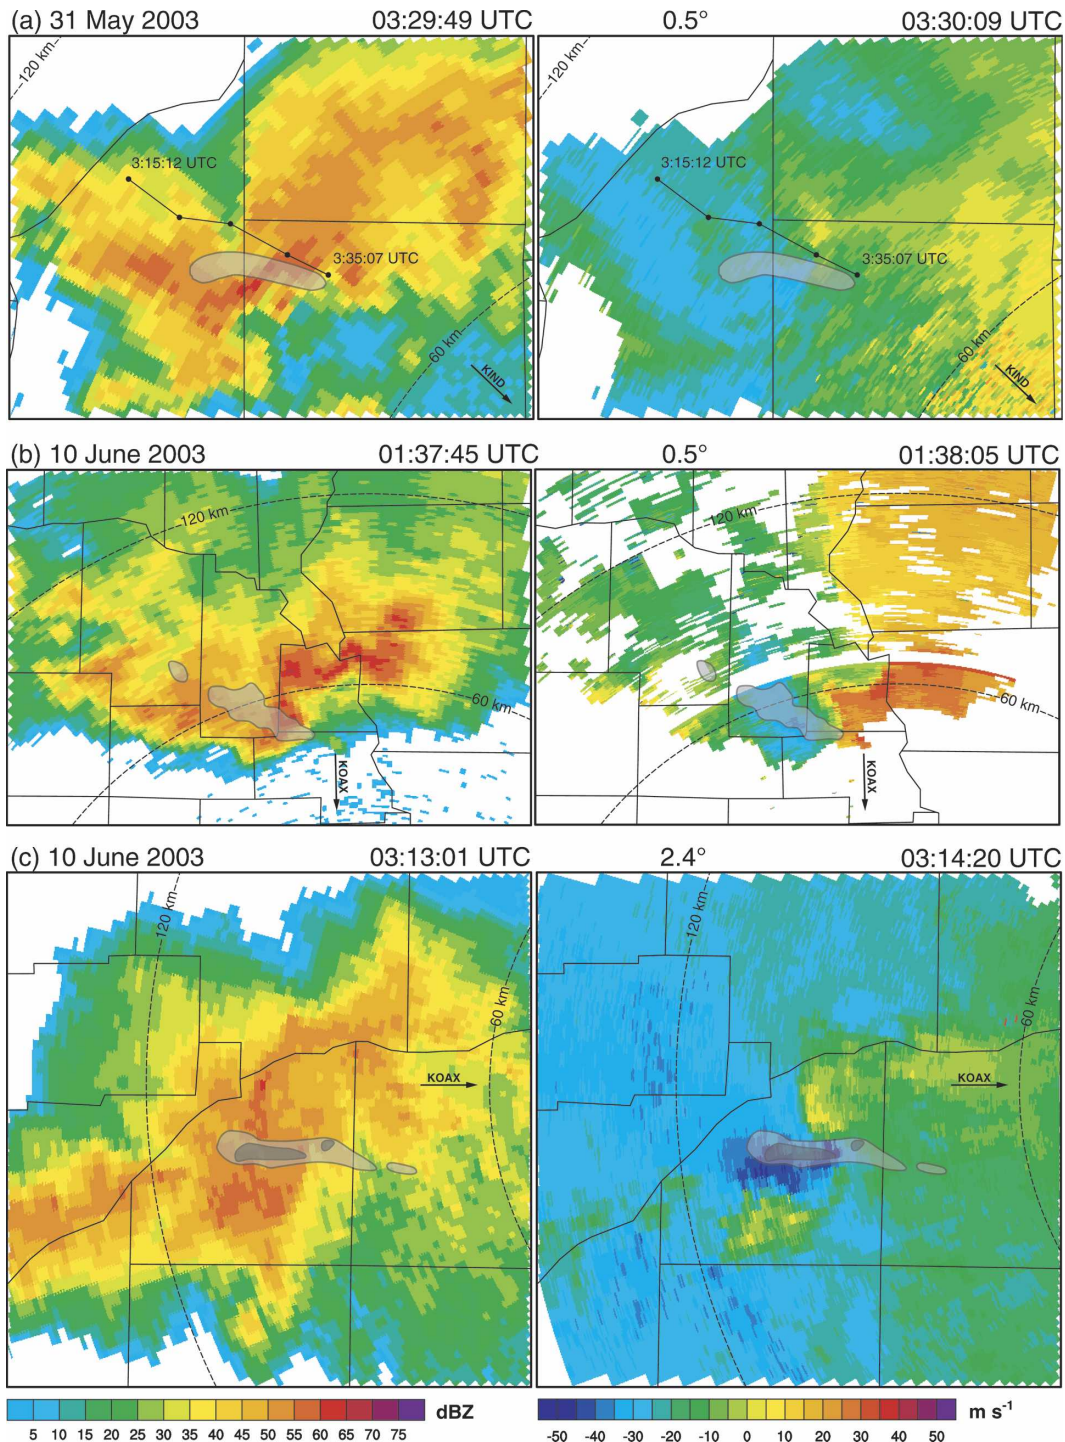 (a) 31 May 2003 03:29:49 UTC 0.5° 03:30:09 UTC
120 km 120 km
3:15:12 UTC 3:15:12 UTC
3:35:07 UTC 3:35:07 UTC
60 km 60 km
KIND KIND
(b) 10 June 2003 01:37:45 UTC 0.5° 01:38:05 UTC
120 km 120 km
60 km 60 km
KOAX KOAX
(c) 10 June 2003 03:13:01 UTC 2.4° 03:14:20 UTC
120 km 120 km
60 km 60 km
KOAX KOAX
dBZ m s-1
5 10 15 20 25 30 35 40 45 50 55 60 65 70 75 -50 -40 -30 -20 -10 0 10 20 30 40 50